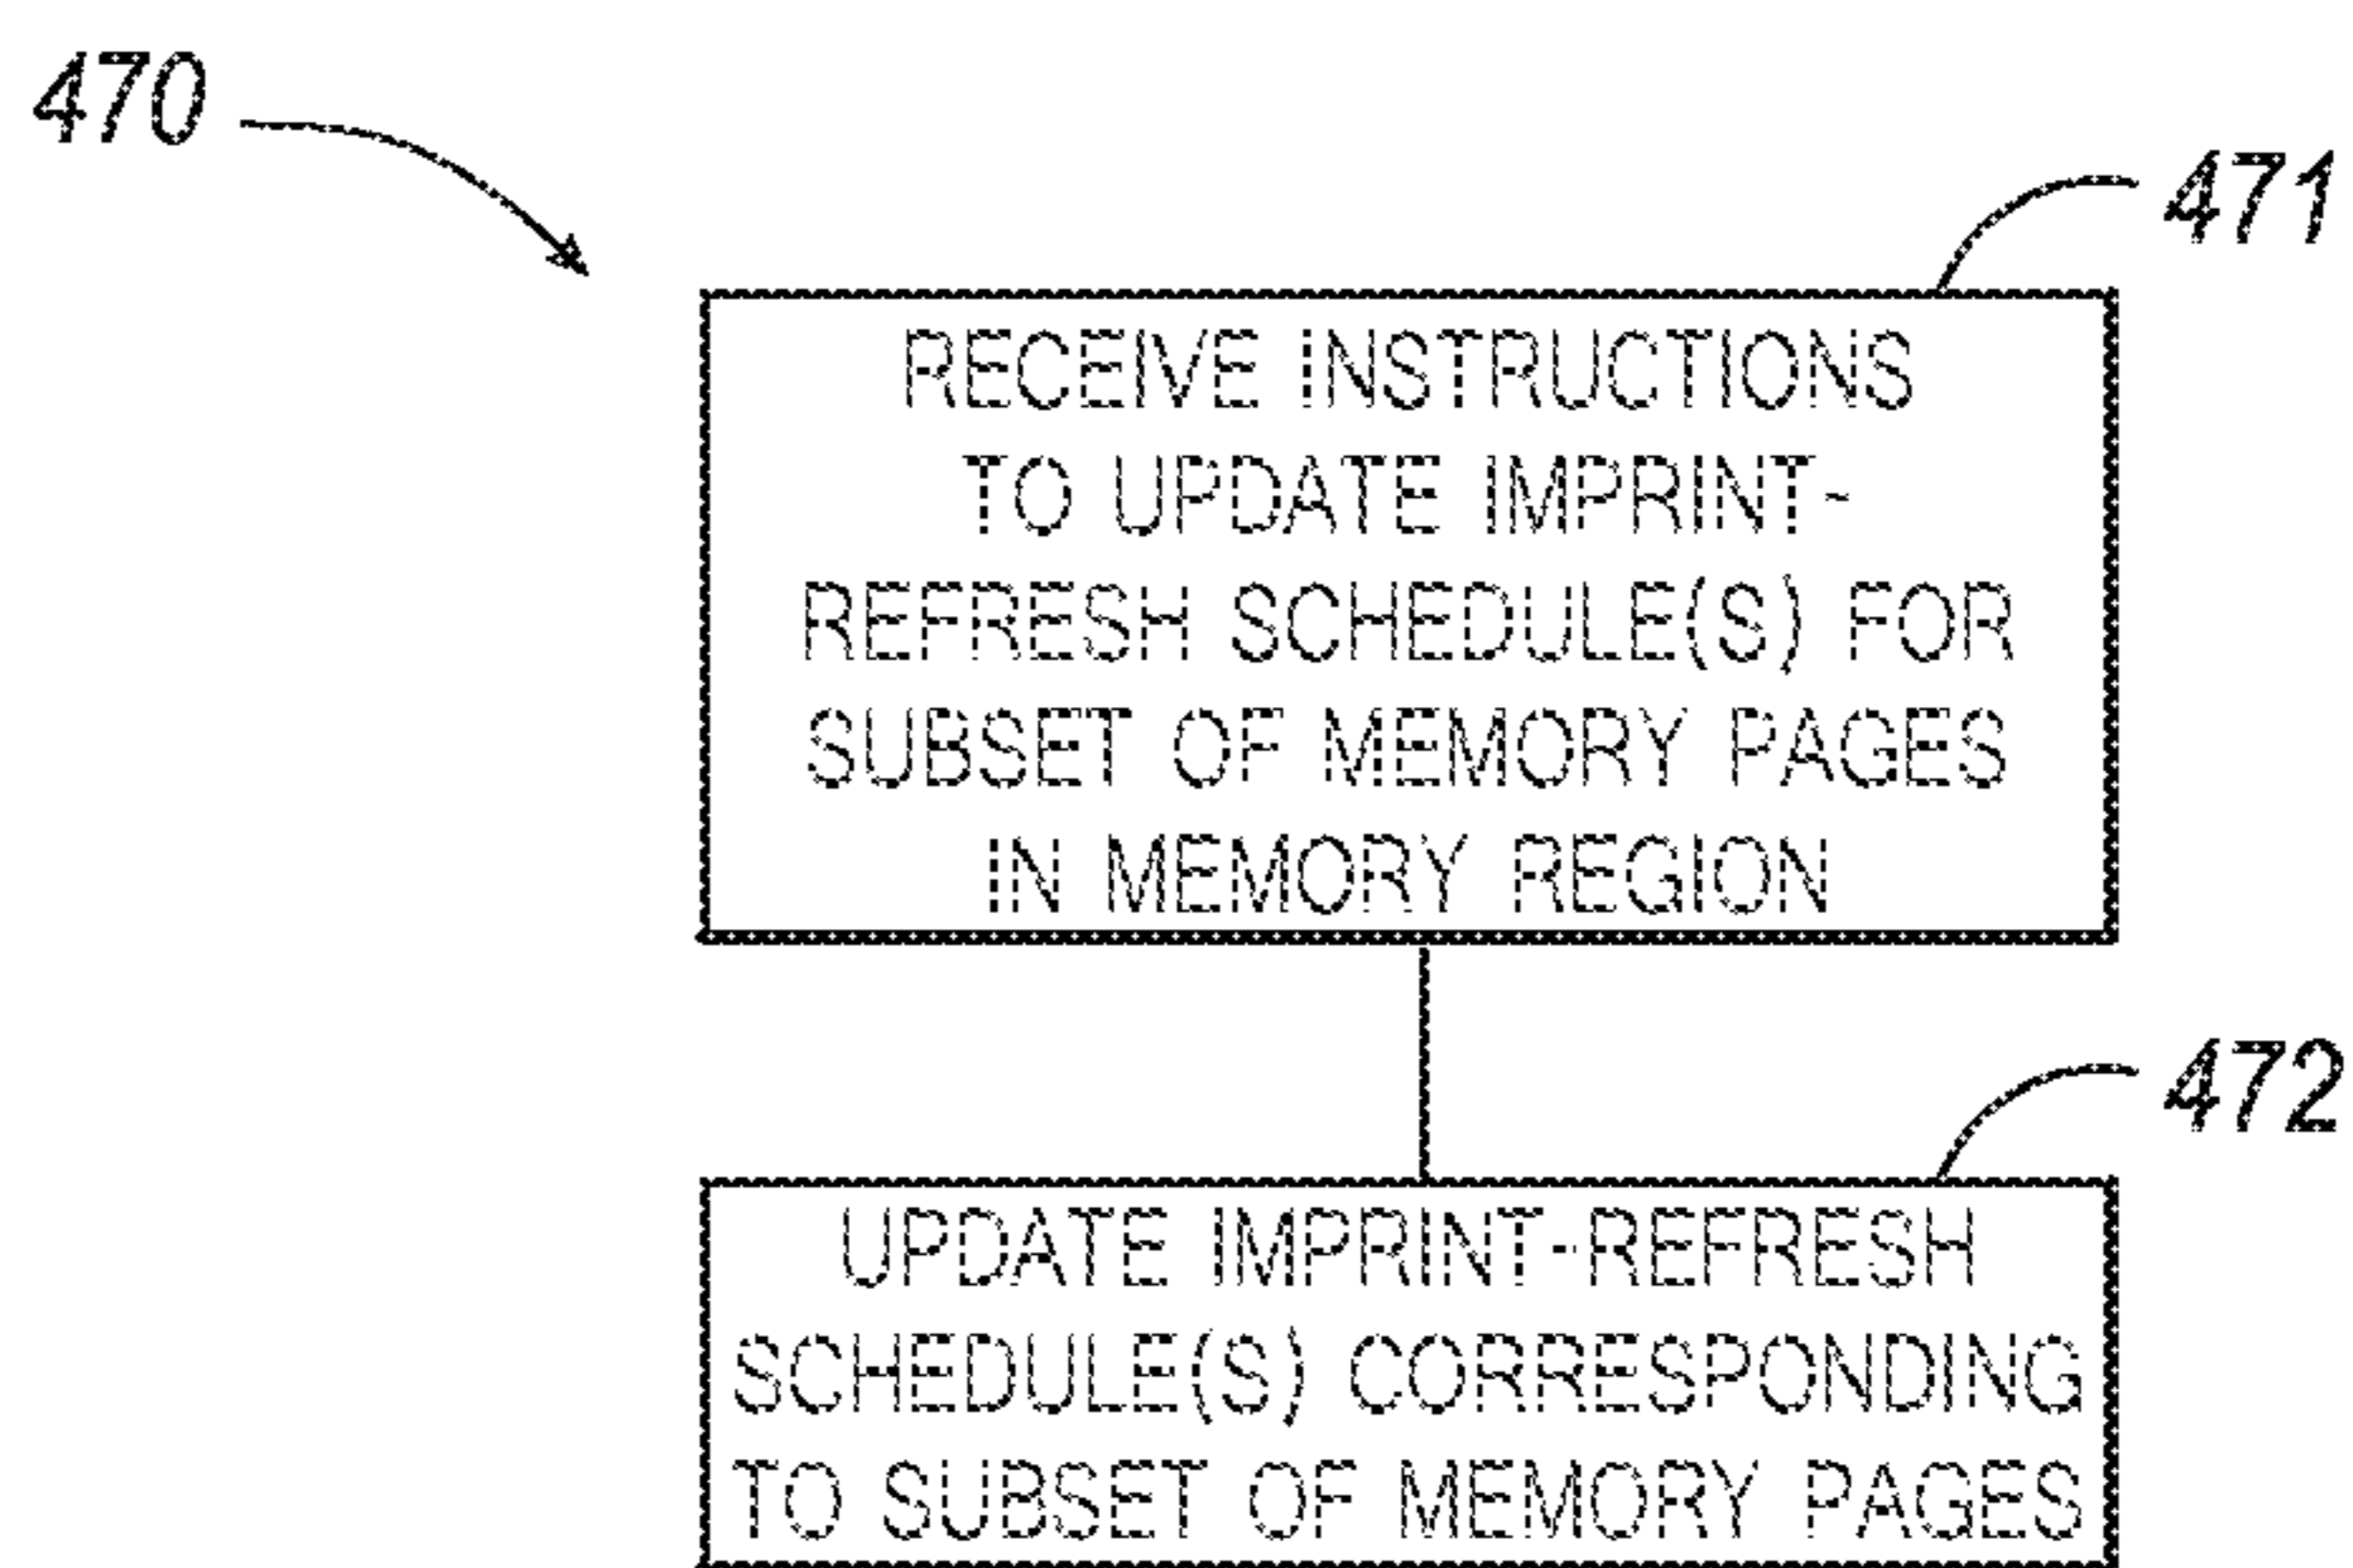 470
471
RECEIVE INSTRUCTIONS
TO UPDATE IMPRINT-
REFRESH SCHEDULE(S) FOR
SUBSET OF MEMORY PAGES
IN MEMORY REGION
472
UPDATE IMPRINT-REFRESH
SCHEDULE(S) CORRESPONDING
TO SUBSET OF MEMORY PAGES